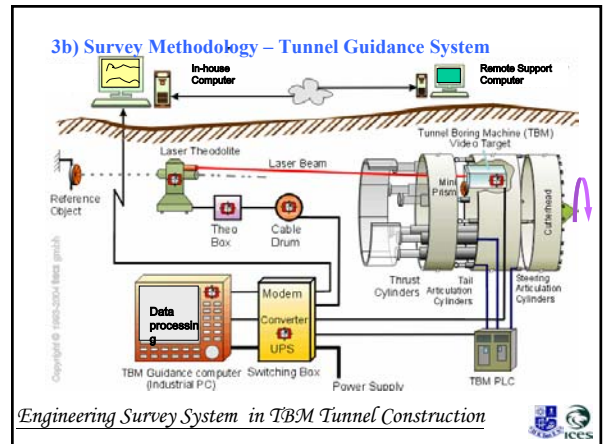 3b) Survey Methodology – Tunnel Guidance System
In-house
Computer
Remote Support
Computer
Tunnel Boring Machine (TBM)
Video Target
Laser Theodolite
Laser Beam
Mini
Prism
Cutterhead
Reference
Object
Theo
Box
Cable
Drum
Thrust
Cylinders
Tail
Articulation
Cylinders
Steering
Articulation
Cylinders
Data
processin
g
Modem
Converter
UPS
TBM Guidance computer
(Industrial PC)
Switching Box
Power Supply
TBM PLC
Engineering Survey System in TBM Tunnel Construction
ICES